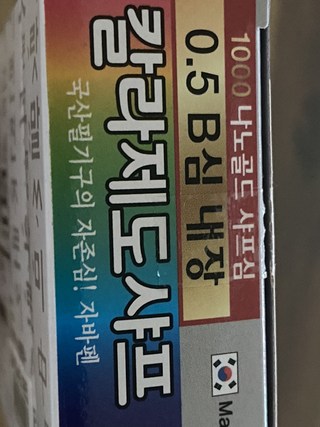 1000 나노골드 샤프심
0.5 B심 내장
칼라제도샤프
국산필기구의 자존심! 자바펜
Ma